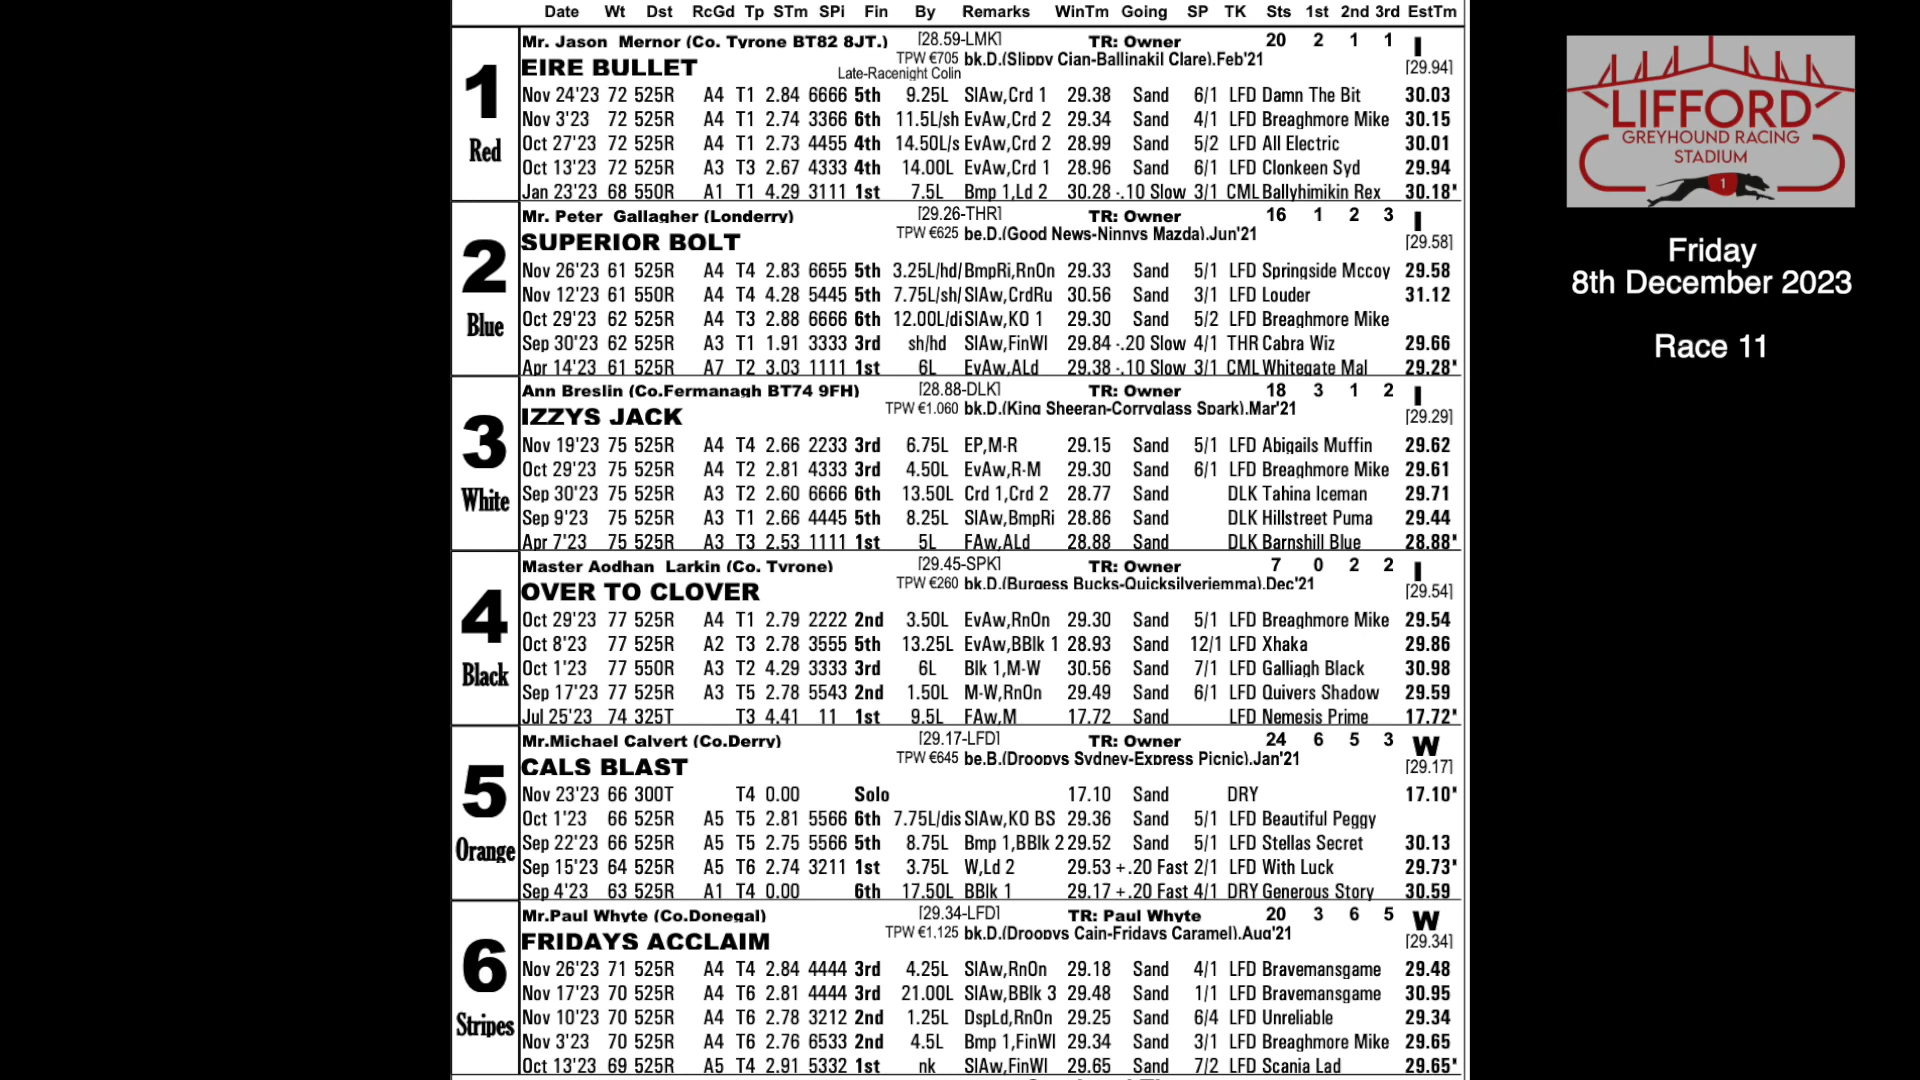 Date Wt Dst RcGd Tp STm SPi Fin By Remarks WinTm Going SP TK Sts 1st 2nd 3rd EstTm
1
Red
Mr. Jason Mernor (Co. Tyrone BT82 8JT.) [28.59-LMK] TR: Owner 20 2 1 1 I
EIRE BULLET TPW €705 bk.D.(Slippy Cian-Ballinakil Clare).Feb'21 [29.94]
Late-Racenight Colin
Nov 24'23 72 525R A4 T1 2.84 6666 5th 9.25L SlAw,Crd 1 29.38 Sand 6/1 LFD Damn The Bit 30.03
Nov 3'23 72 525R A4 T1 2.74 3366 6th 11.5L/sh EvAw,Crd 2 29.34 Sand 4/1 LFD Breaghmore Mike 30.15
Oct 27'23 72 525R A4 T1 2.73 4455 4th 14.50L/s EvAw,Crd 2 28.99 Sand 5/2 LFD All Electric 30.01
Oct 13'23 72 525R A3 T3 2.67 4333 4th 14.00L EvAw,Crd 1 28.96 Sand 6/1 LFD Clonkeen Syd 29.94
Jan 23'23 68 550R A1 T1 4.29 3111 1st 7.5L Bmp 1,Ld 2 30.28 -.10 Slow 3/1 CML Ballyhimikin Rex 30.18*
2
Blue
Mr. Peter Gallagher (Londerry) [29.26-THR] TR: Owner 16 1 2 3 I
SUPERIOR BOLT TPW €625 be.D.(Good News-Ninnys Mazda).Jun'21 [29.58]
Nov 26'23 61 525R A4 T4 2.83 6655 5th 3.25L/hd/ BmpRi,RnOn 29.33 Sand 5/1 LFD Springside Mccoy 29.58
Nov 12'23 61 550R A4 T4 4.28 5445 5th 7.75L/sh/ SlAw,CrdRu 30.56 Sand 3/1 LFD Louder 31.12
Oct 29'23 62 525R A4 T3 2.88 6666 6th 12.00L/di SlAw,KO 1 29.30 Sand 5/2 LFD Breaghmore Mike
Sep 30'23 62 525R A3 T1 1.91 3333 3rd sh/hd SlAw,FinWl 29.84 -.20 Slow 4/1 THR Cabra Wiz 29.66
Apr 14'23 61 525R A7 T2 3.03 1111 1st 6L EvAw,ALd 29.38 -.10 Slow 3/1 CML Whitegate Mal 29.28*
3
White
Ann Breslin (Co.Fermanagh BT74 9FH) [28.88-DLK] TR: Owner 18 3 1 2 I
IZZYS JACK TPW €1,060 bk.D.(King Sheeran-Corryglass Spark).Mar'21 [29.29]
Nov 19'23 75 525R A4 T4 2.66 2233 3rd 6.75L EP,M-R 29.15 Sand 5/1 LFD Abigails Muffin 29.62
Oct 29'23 75 525R A4 T2 2.81 4333 3rd 4.50L EvAw,R-M 29.30 Sand 6/1 LFD Breaghmore Mike 29.61
Sep 30'23 75 525R A3 T2 2.60 6666 6th 13.50L Crd 1,Crd 2 28.77 Sand DLK Tahina Iceman 29.71
Sep 9'23 75 525R A3 T1 2.66 4445 5th 8.25L SlAw,BmpRi 28.86 Sand DLK Hillstreet Puma 29.44
Apr 7'23 75 525R A3 T3 2.53 1111 1st 5L FAw,ALd 28.88 Sand DLK Barnshill Blue 28.88*
4
Black
Master Aodhan Larkin (Co. Tyrone) [29.45-SPK] TR: Owner 7 0 2 2 I
OVER TO CLOVER TPW €260 bk.D.(Burgess Bucks-Quicksilverjemma).Dec'21 [29.54]
Oct 29'23 77 525R A4 T1 2.79 2222 2nd 3.50L EvAw,RnOn 29.30 Sand 5/1 LFD Breaghmore Mike 29.54
Oct 8'23 77 525R A2 T3 2.78 3555 5th 13.25L EvAw,BBlk 1 28.93 Sand 12/1 LFD Xhaka 29.86
Oct 1'23 77 550R A3 T2 4.29 3333 3rd 6L Blk 1,M-W 30.56 Sand 7/1 LFD Galliagh Black 30.98
Sep 17'23 77 525R A3 T5 2.78 5543 2nd 1.50L M-W,RnOn 29.49 Sand 6/1 LFD Quivers Shadow 29.59
Jul 25'23 74 325T T3 4.41 11 1st 9.5L FAw,M 17.72 Sand LFD Nemesis Prime 17.72*
5
Orange
Mr.Michael Calvert (Co.Derry) [29.17-LFD] TR: Owner 24 6 5 3 W
CALS BLAST TPW €645 be.B.(Droopys Sydney-Express Picnic).Jan'21 [29.17]
Nov 23'23 66 300T T4 0.00 Solo 17.10 Sand DRY 17.10*
Oct 1'23 66 525R A5 T5 2.81 5566 6th 7.75L/dis SlAw,KO BS 29.36 Sand 5/1 LFD Beautiful Peggy
Sep 22'23 66 525R A5 T5 2.75 5566 5th 8.75L Bmp 1,BBlk 2 29.52 Sand 5/1 LFD Stellas Secret 30.13
Sep 15'23 64 525R A5 T6 2.74 3211 1st 3.75L W,Ld 2 29.53 +.20 Fast 2/1 LFD With Luck 29.73*
Sep 4'23 63 525R A1 T4 0.00 6th 17.50L BBlk 1 29.17 +.20 Fast 4/1 DRY Generous Story 30.59
6
Stripes
Mr.Paul Whyte (Co.Donegal) [29.34-LFD] TR: Paul Whyte 20 3 6 5 W
FRIDAYS ACCLAIM TPW €1,125 bk.D.(Droopys Cain-Fridays Caramel).Aug'21 [29.34]
Nov 26'23 71 525R A4 T4 2.84 4444 3rd 4.25L SlAw,RnOn 29.18 Sand 4/1 LFD Bravemansgame 29.48
Nov 17'23 70 525R A4 T6 2.81 4444 3rd 21.00L SlAw,BBlk 3 29.48 Sand 1/1 LFD Bravemansgame 30.95
Nov 10'23 70 525R A4 T6 2.78 3212 2nd 1.25L DspLd,RnOn 29.25 Sand 6/4 LFD Unreliable 29.34
Nov 3'23 70 525R A4 T6 2.76 6533 2nd 4.5L Bmp 1,FinWl 29.34 Sand 3/1 LFD Breaghmore Mike 29.65
Oct 13'23 69 525R A5 T4 2.91 5332 1st nk SlAw,FinWl 29.65 Sand 7/2 LFD Scania Lad 29.65*
LIFFORD
GREYHOUND RACING
STADIUM
1
Friday
8th December 2023
Race 11